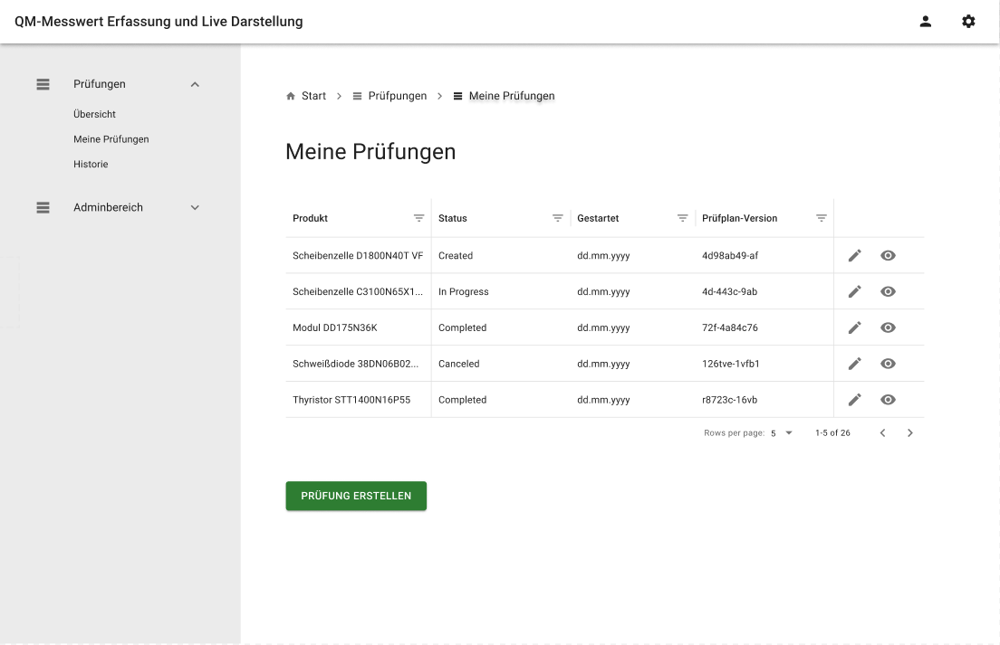 QM-Messwert Erfassung und Live Darstellung
Prüfungen
Übersicht
Meine Prüfungen
Historie
Adminbereich
Start > Prüfpungen > Meine Prüfungen
Meine Prüfungen
Produkt Status Gestartet Prüfplan-Version
Scheibenzelle D1800N40T VF Created dd.mm.yyyy 4d98ab49-af
Scheibenzelle C3100N65X1... In Progress dd.mm.yyyy 4d-443c-9ab
Modul DD175N36K Completed dd.mm.yyyy 72f-4a84c76
Schweißdiode 38DN06B02... Canceled dd.mm.yyyy 126tve-1vfb1
Thyristor STT1400N16P55 Completed dd.mm.yyyy r8723c-16vb
Rows per page: 5 1-5 of 26
PRÜFUNG ERSTELLEN